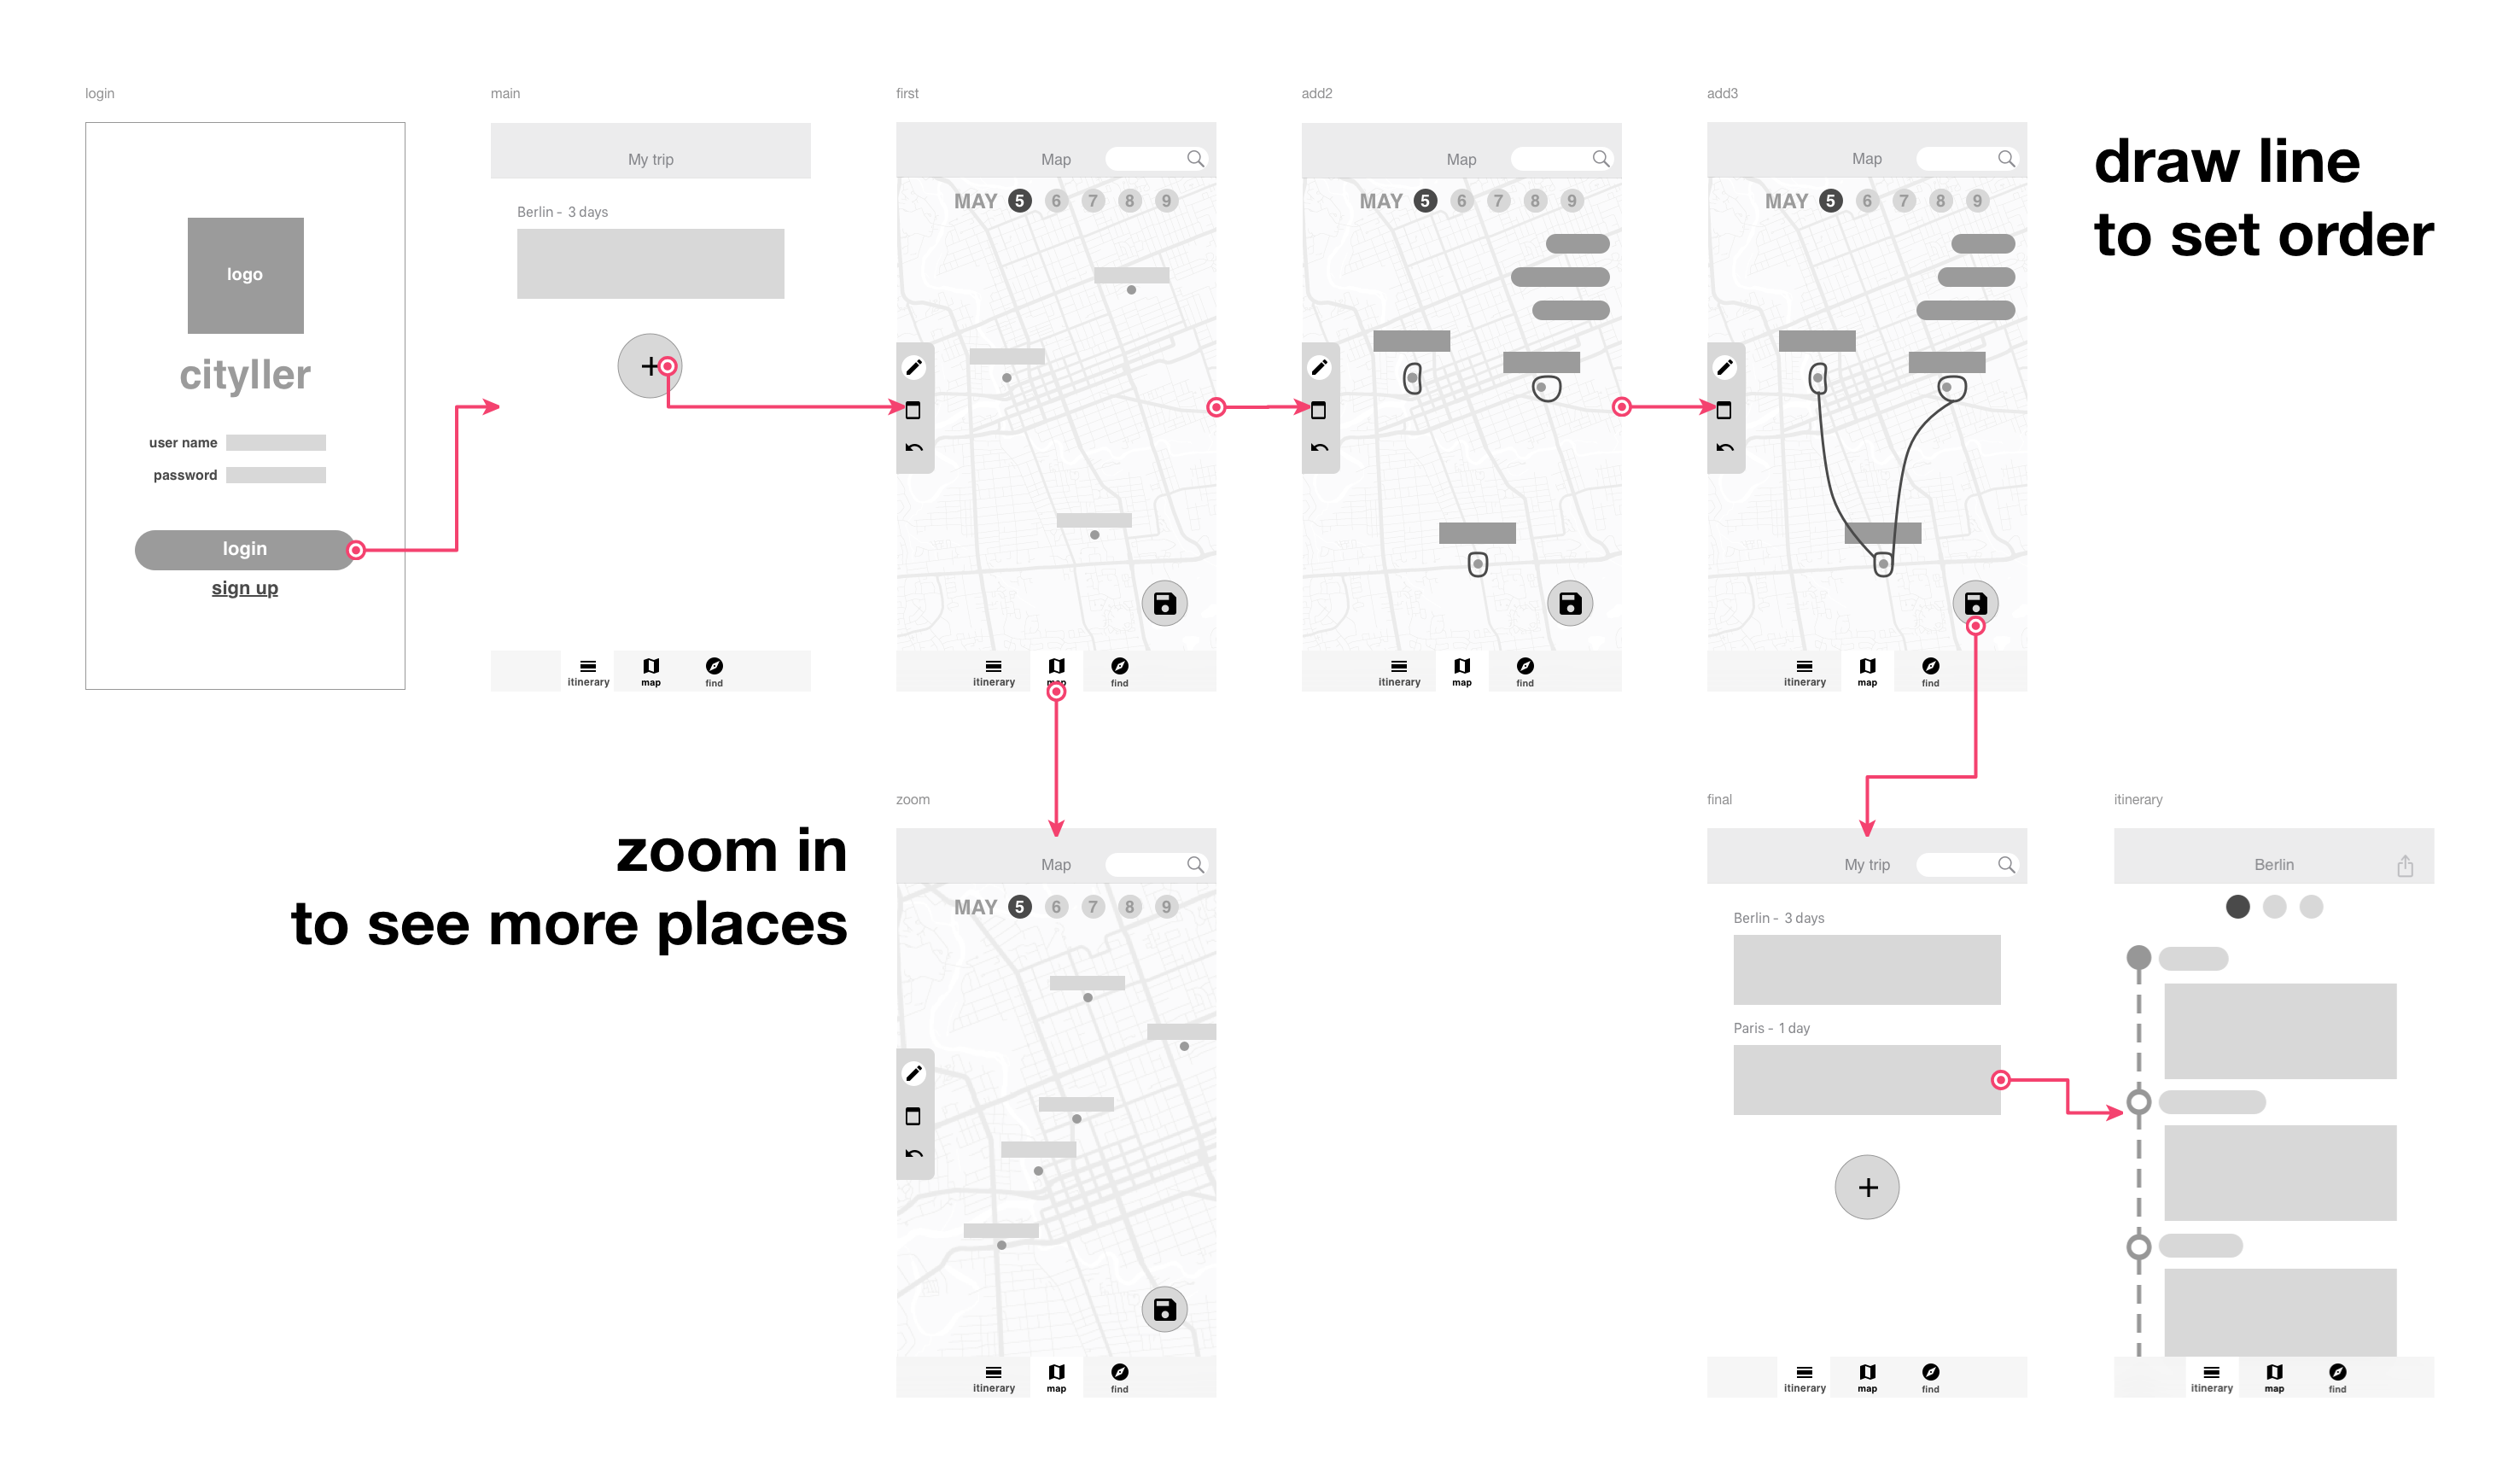 login
main
first
add2
add3
logo
cityller
user name
password
login
sign up
My trip
Berlin - 3 days
+
itinerary
map
find
Map
MAY 5 6 7 8 9
itinerary
map
find
Map
MAY 5 6 7 8 9
itinerary
map
find
Map
MAY 5 6 7 8 9
itinerary
map
find
draw line
to set order
zoom in
to see more places
zoom
Map
MAY 5 6 7 8 9
itinerary
map
find
final
My trip
Berlin - 3 days
Paris - 1 day
+
itinerary
map
find
itinerary
Berlin
itinerary
map
find